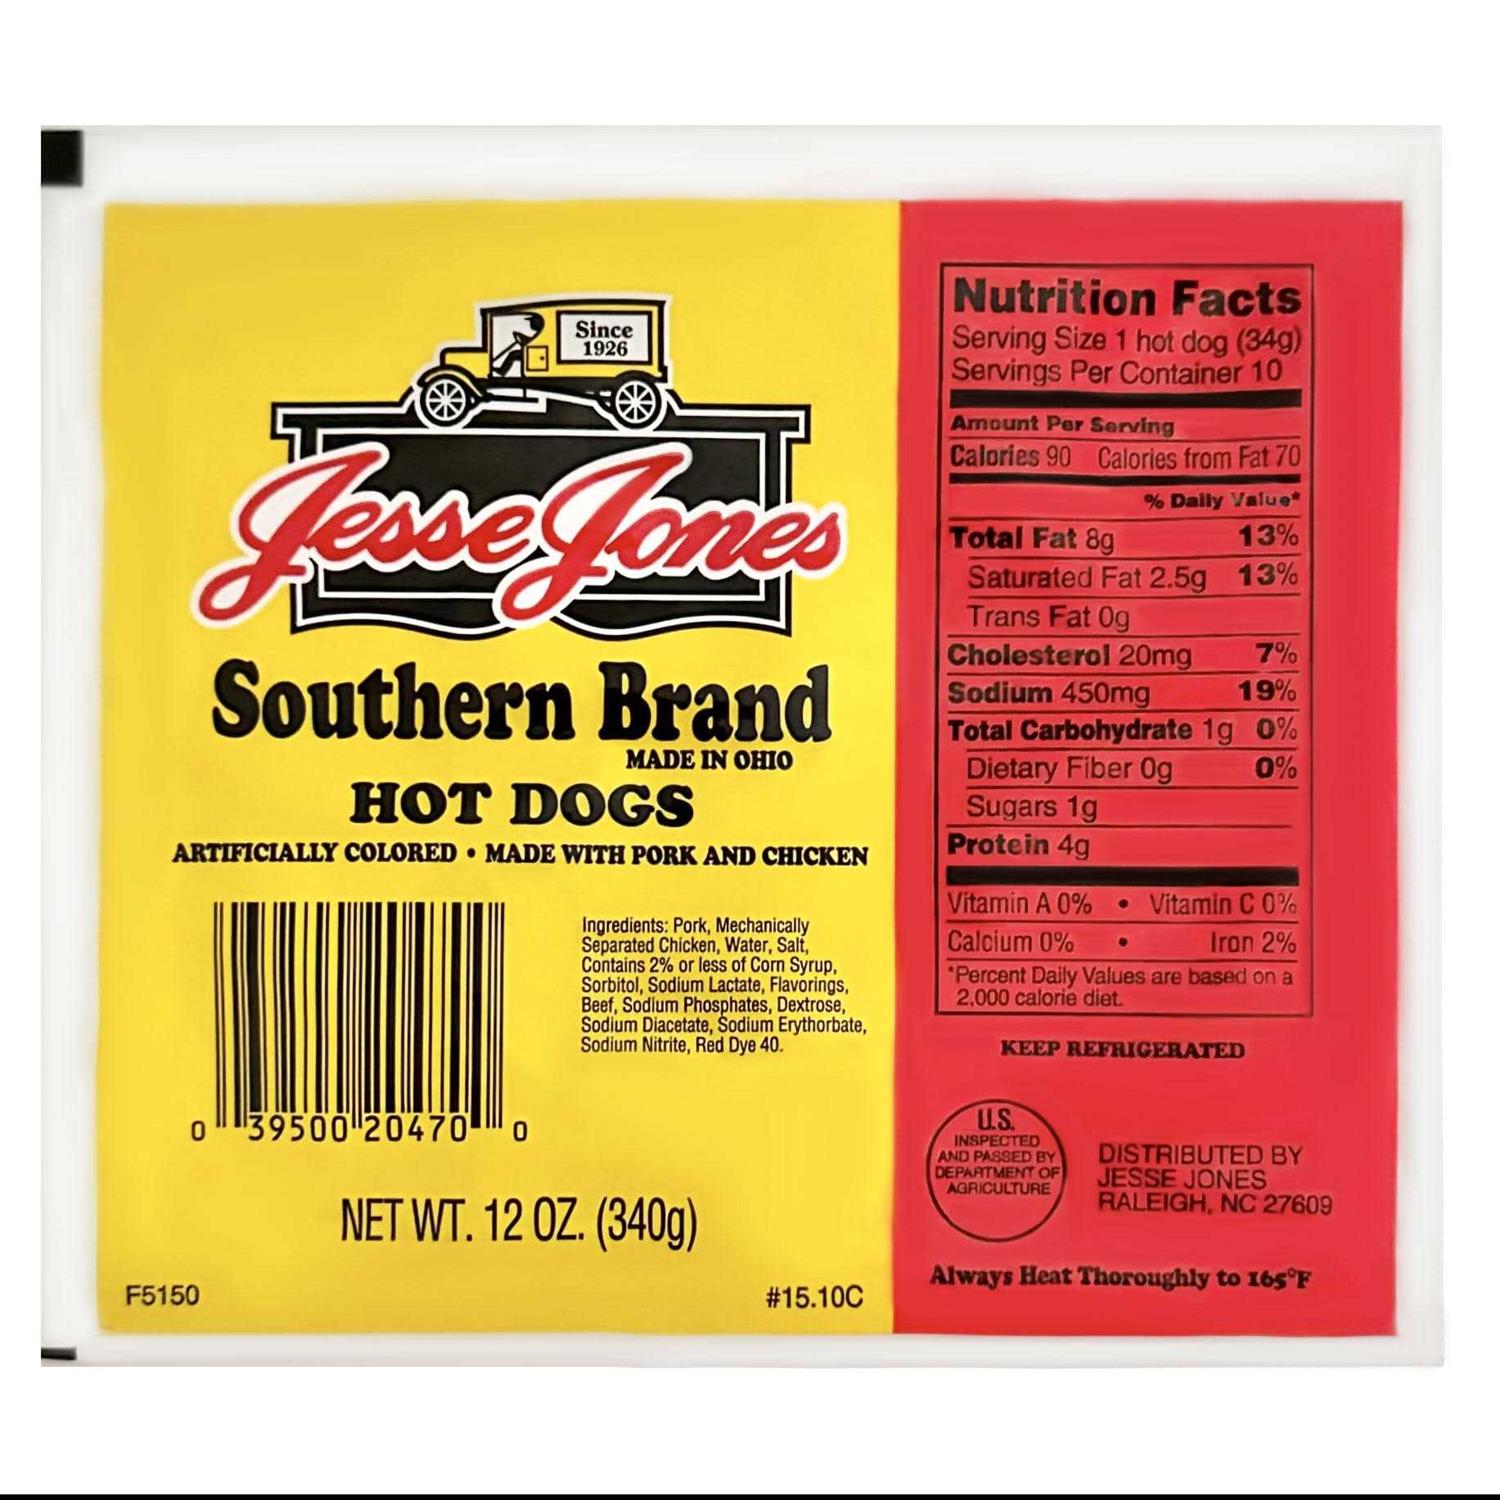 Since
1926
Jesse Jones
Southern Brand
MADE IN OHIO
HOT DOGS
ARTIFICIALLY COLORED • MADE WITH PORK AND CHICKEN
Ingredients: Pork, Mechanically
Separated Chicken, Water, Salt,
Contains 2% or less of Corn Syrup,
Sorbitol, Sodium Lactate, Flavorings,
Beef, Sodium Phosphates, Dextrose,
Sodium Diacetate, Sodium Erythorbate,
Sodium Nitrite, Red Dye 40.
0 39500 20470 0
NET WT. 12 OZ. (340g)
F5150
#15.10C
Nutrition Facts
Serving Size 1 hot dog (34g)
Servings Per Container 10
Amount Per Serving
Calories 90 Calories from Fat 70
% Daily Value*
Total Fat 8g 13%
Saturated Fat 2.5g 13%
Trans Fat 0g
Cholesterol 20mg 7%
Sodium 450mg 19%
Total Carbohydrate 1g 0%
Dietary Fiber 0g 0%
Sugars 1g
Protein 4g
Vitamin A 0% • Vitamin C 0%
Calcium 0% • Iron 2%
*Percent Daily Values are based on a
2,000 calorie diet.
KEEP REFRIGERATED
U.S.
INSPECTED
AND PASSED BY
DEPARTMENT OF
AGRICULTURE
DISTRIBUTED BY
JESSE JONES
RALEIGH, NC 27609
Always Heat Thoroughly to 165°F